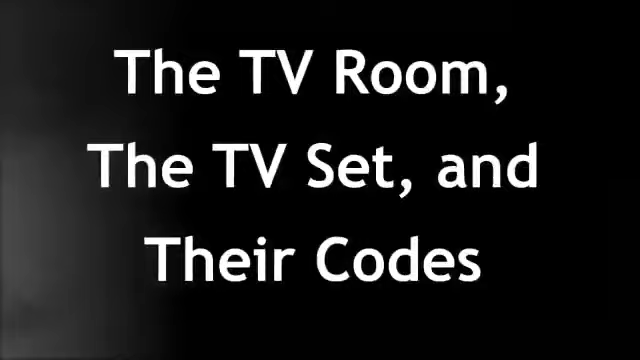 The TV Room,
The TV Set, and
Their Codes